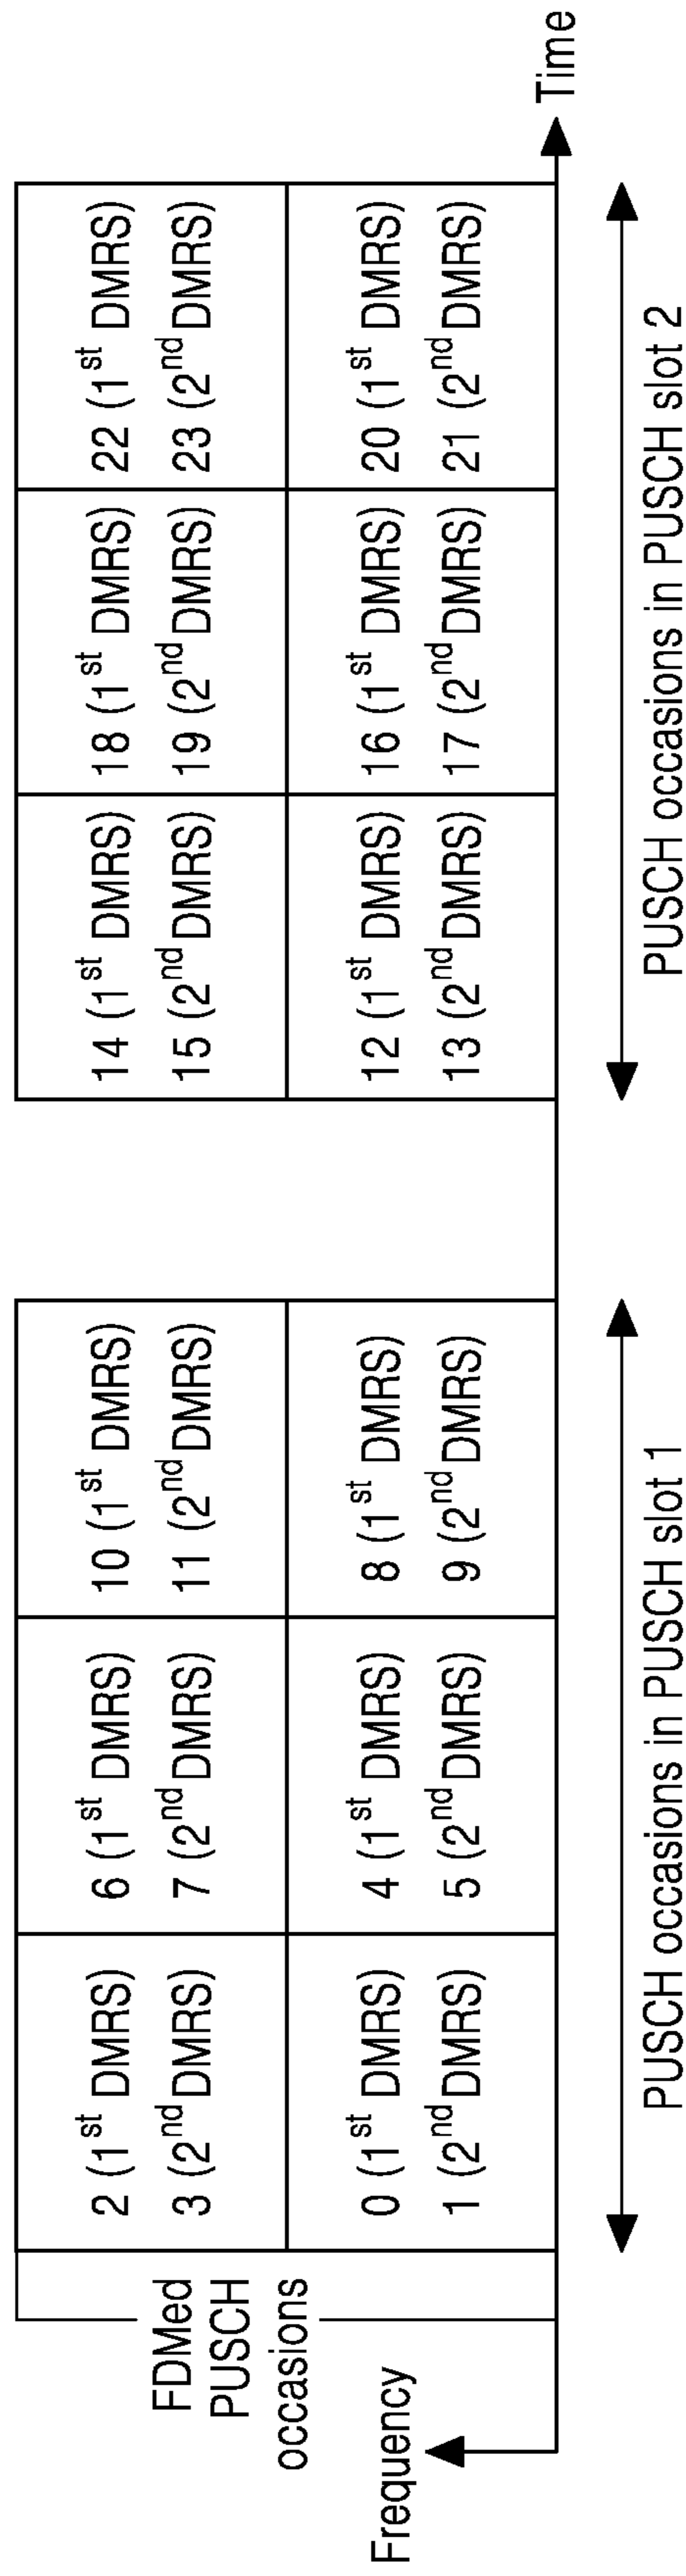 FDMed
PUSCH
occasions
Frequency
2 (1st DMRS)
3 (2nd DMRS)
6 (1st DMRS)
7 (2nd DMRS)
10 (1st DMRS)
11 (2nd DMRS)
14 (1st DMRS)
15 (2nd DMRS)
18 (1st DMRS)
19 (2nd DMRS)
22 (1st DMRS)
23 (2nd DMRS)
0 (1st DMRS)
1 (2nd DMRS)
4 (1st DMRS)
5 (2nd DMRS)
8 (1st DMRS)
9 (2nd DMRS)
12 (1st DMRS)
13 (2nd DMRS)
16 (1st DMRS)
17 (2nd DMRS)
20 (1st DMRS)
21 (2nd DMRS)
Time
PUSCH occasions in PUSCH slot 1
PUSCH occasions in PUSCH slot 2